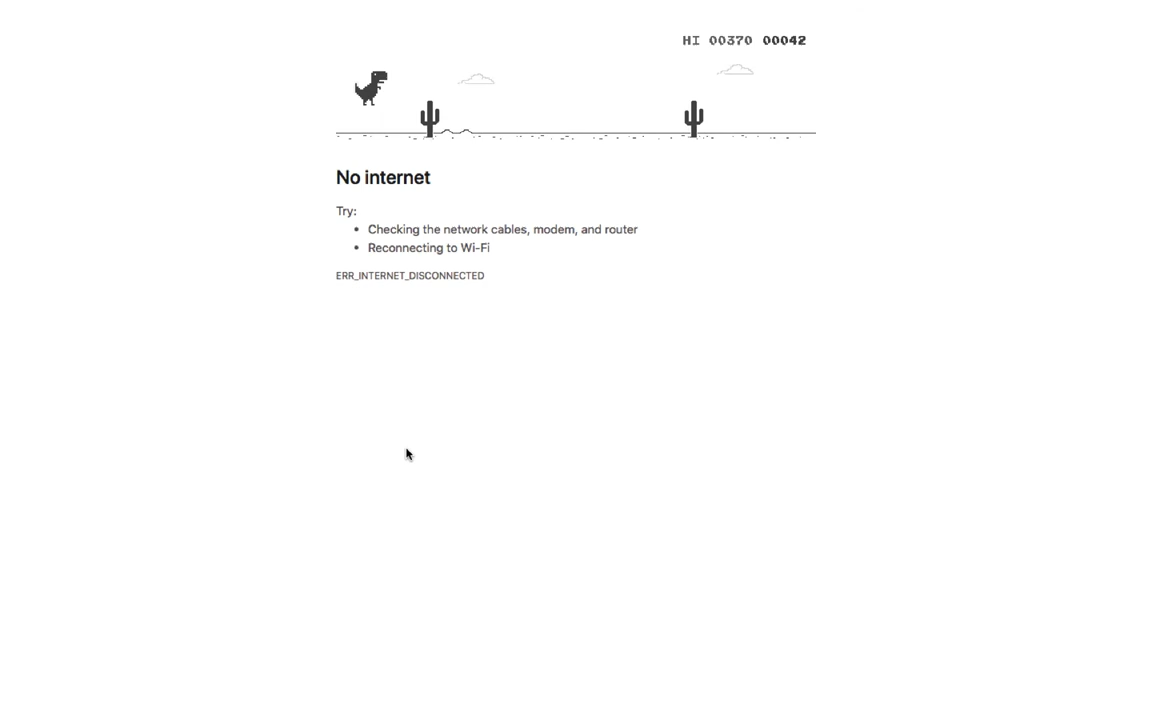 HI 00370 00042
No internet
Try:
• Checking the network cables, modem, and router
• Reconnecting to Wi-Fi
ERR_INTERNET_DISCONNECTED